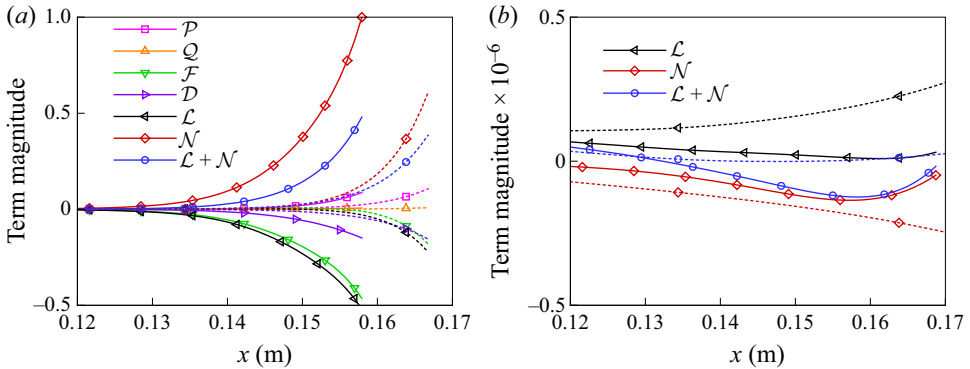 (a)
1.0
0.5
0
−0.5
Term magnitude
𝒫
𝒬
ℱ
𝒟
ℒ
𝒩
ℒ + 𝒩
0.12 0.13 0.14 0.15 0.16 0.17
x (m)
(b)
0.5
0
−0.5
Term magnitude × 10⁻⁶
ℒ
𝒩
ℒ + 𝒩
0.12 0.13 0.14 0.15 0.16 0.17
x (m)